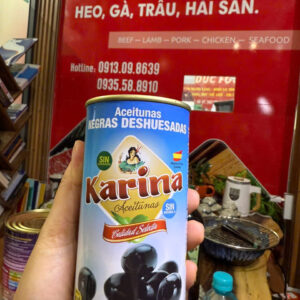 HEO, GÀ, TRÂU, HẢI SẢN.
BEEF – LAMB – PORK – CHICKEN – SEAFOOD
Hotline: 0913.09.8639
0935.58.8910
Aceitunas
NEGRAS DESHUESADAS
SIN
Karina
Aceitunas
SIN
Calidad Selecta